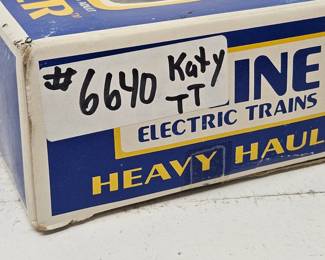 #6640 Katy
TT
INE
ELECTRIC TRAINS
HEAVY HAUL